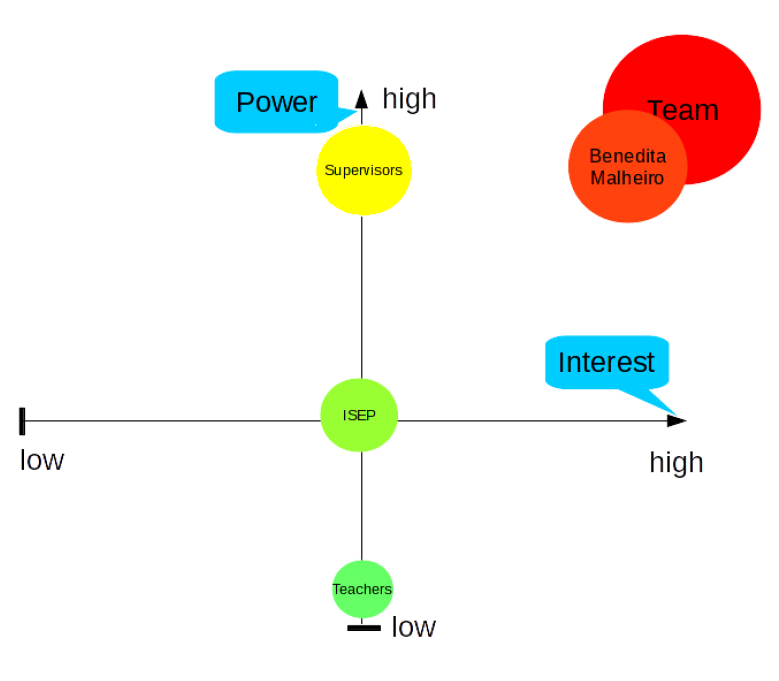 Power
high
Team
Benedita
Malheiro
Supervisors
Interest
ISEP
low
high
Teachers
low